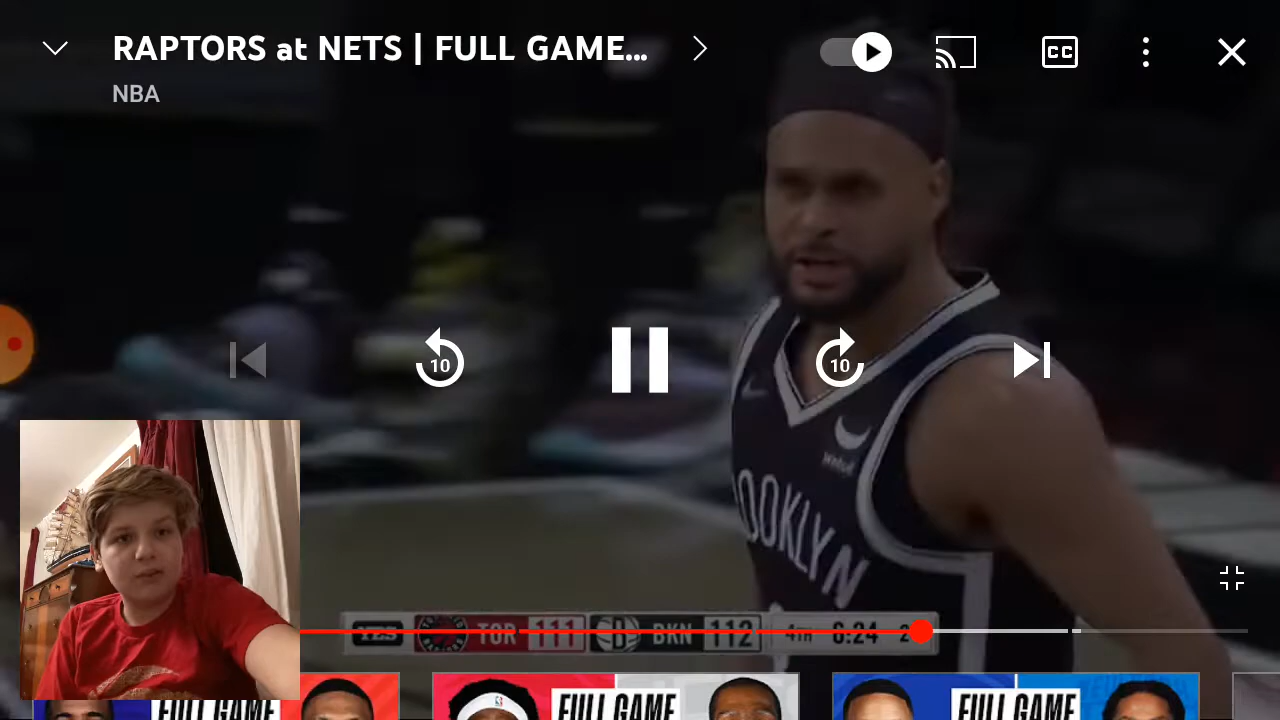 RAPTORS at NETS | FULL GAME...
NBA
10
10
BROOKLYN
YES TOR 111 BKN 112 4TH 6:24
FULL GAME FULL GAME FULL GAME